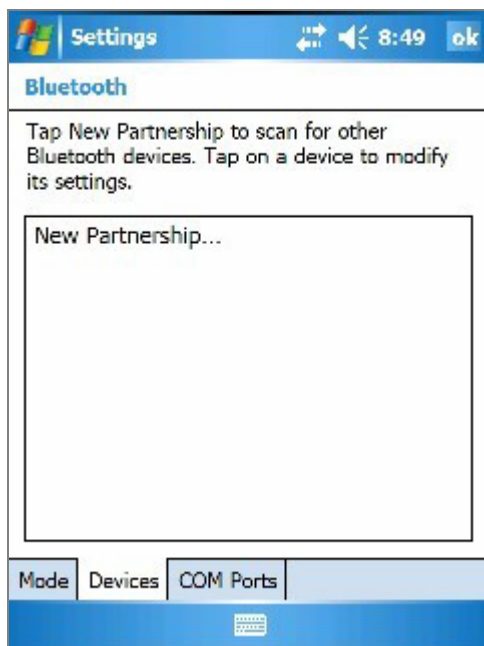 Settings 8:49 ok
Bluetooth
Tap New Partnership to scan for other
Bluetooth devices. Tap on a device to modify
its settings.
New Partnership...
Mode Devices COM Ports